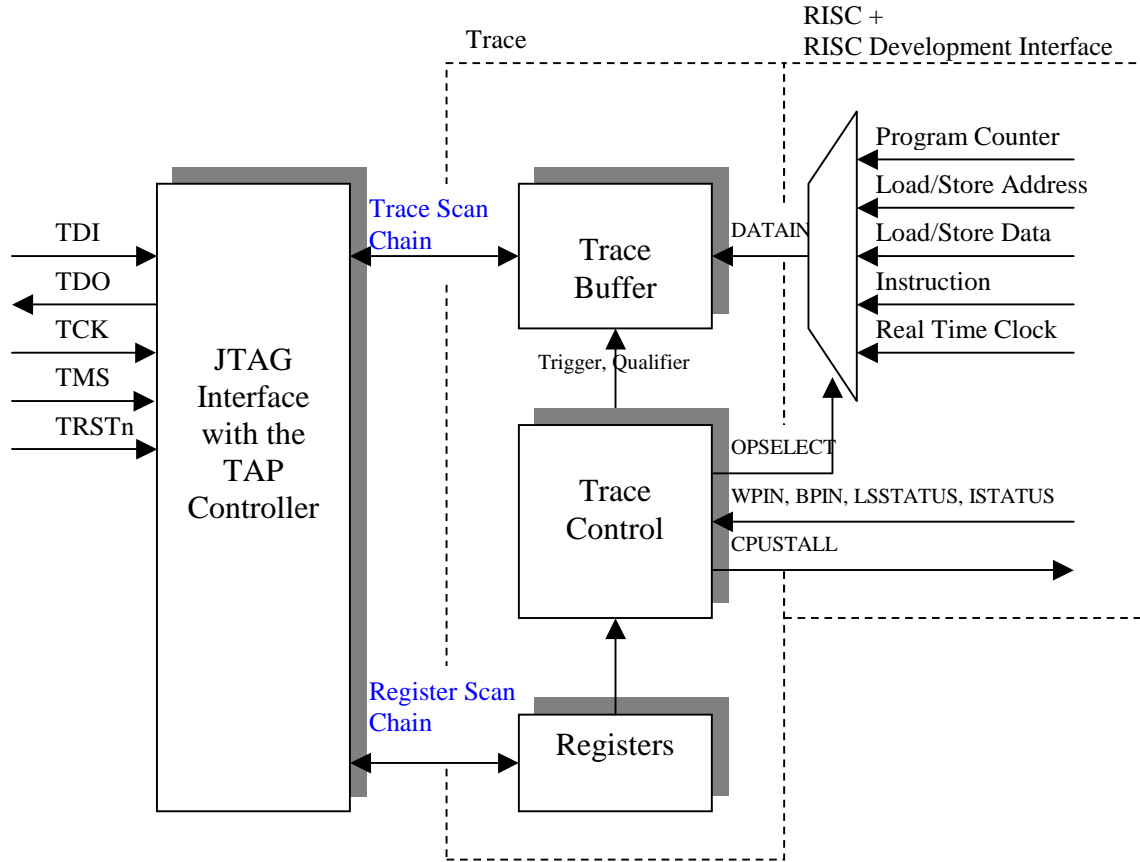 RISC +
RISC Development Interface
Trace
Program Counter
Load/Store Address
Load/Store Data
Instruction
Real Time Clock
Trace Scan
Chain
DATAIN
Trace
Buffer
TDI
TDO
TCK
TMS
TRSTn
JTAG
Interface
with the
TAP
Controller
Trigger, Qualifier
OPSELECT
WPIN, BPIN, LSSTATUS, ISTATUS
CPUSTALL
Trace
Control
Register Scan
Chain
Registers